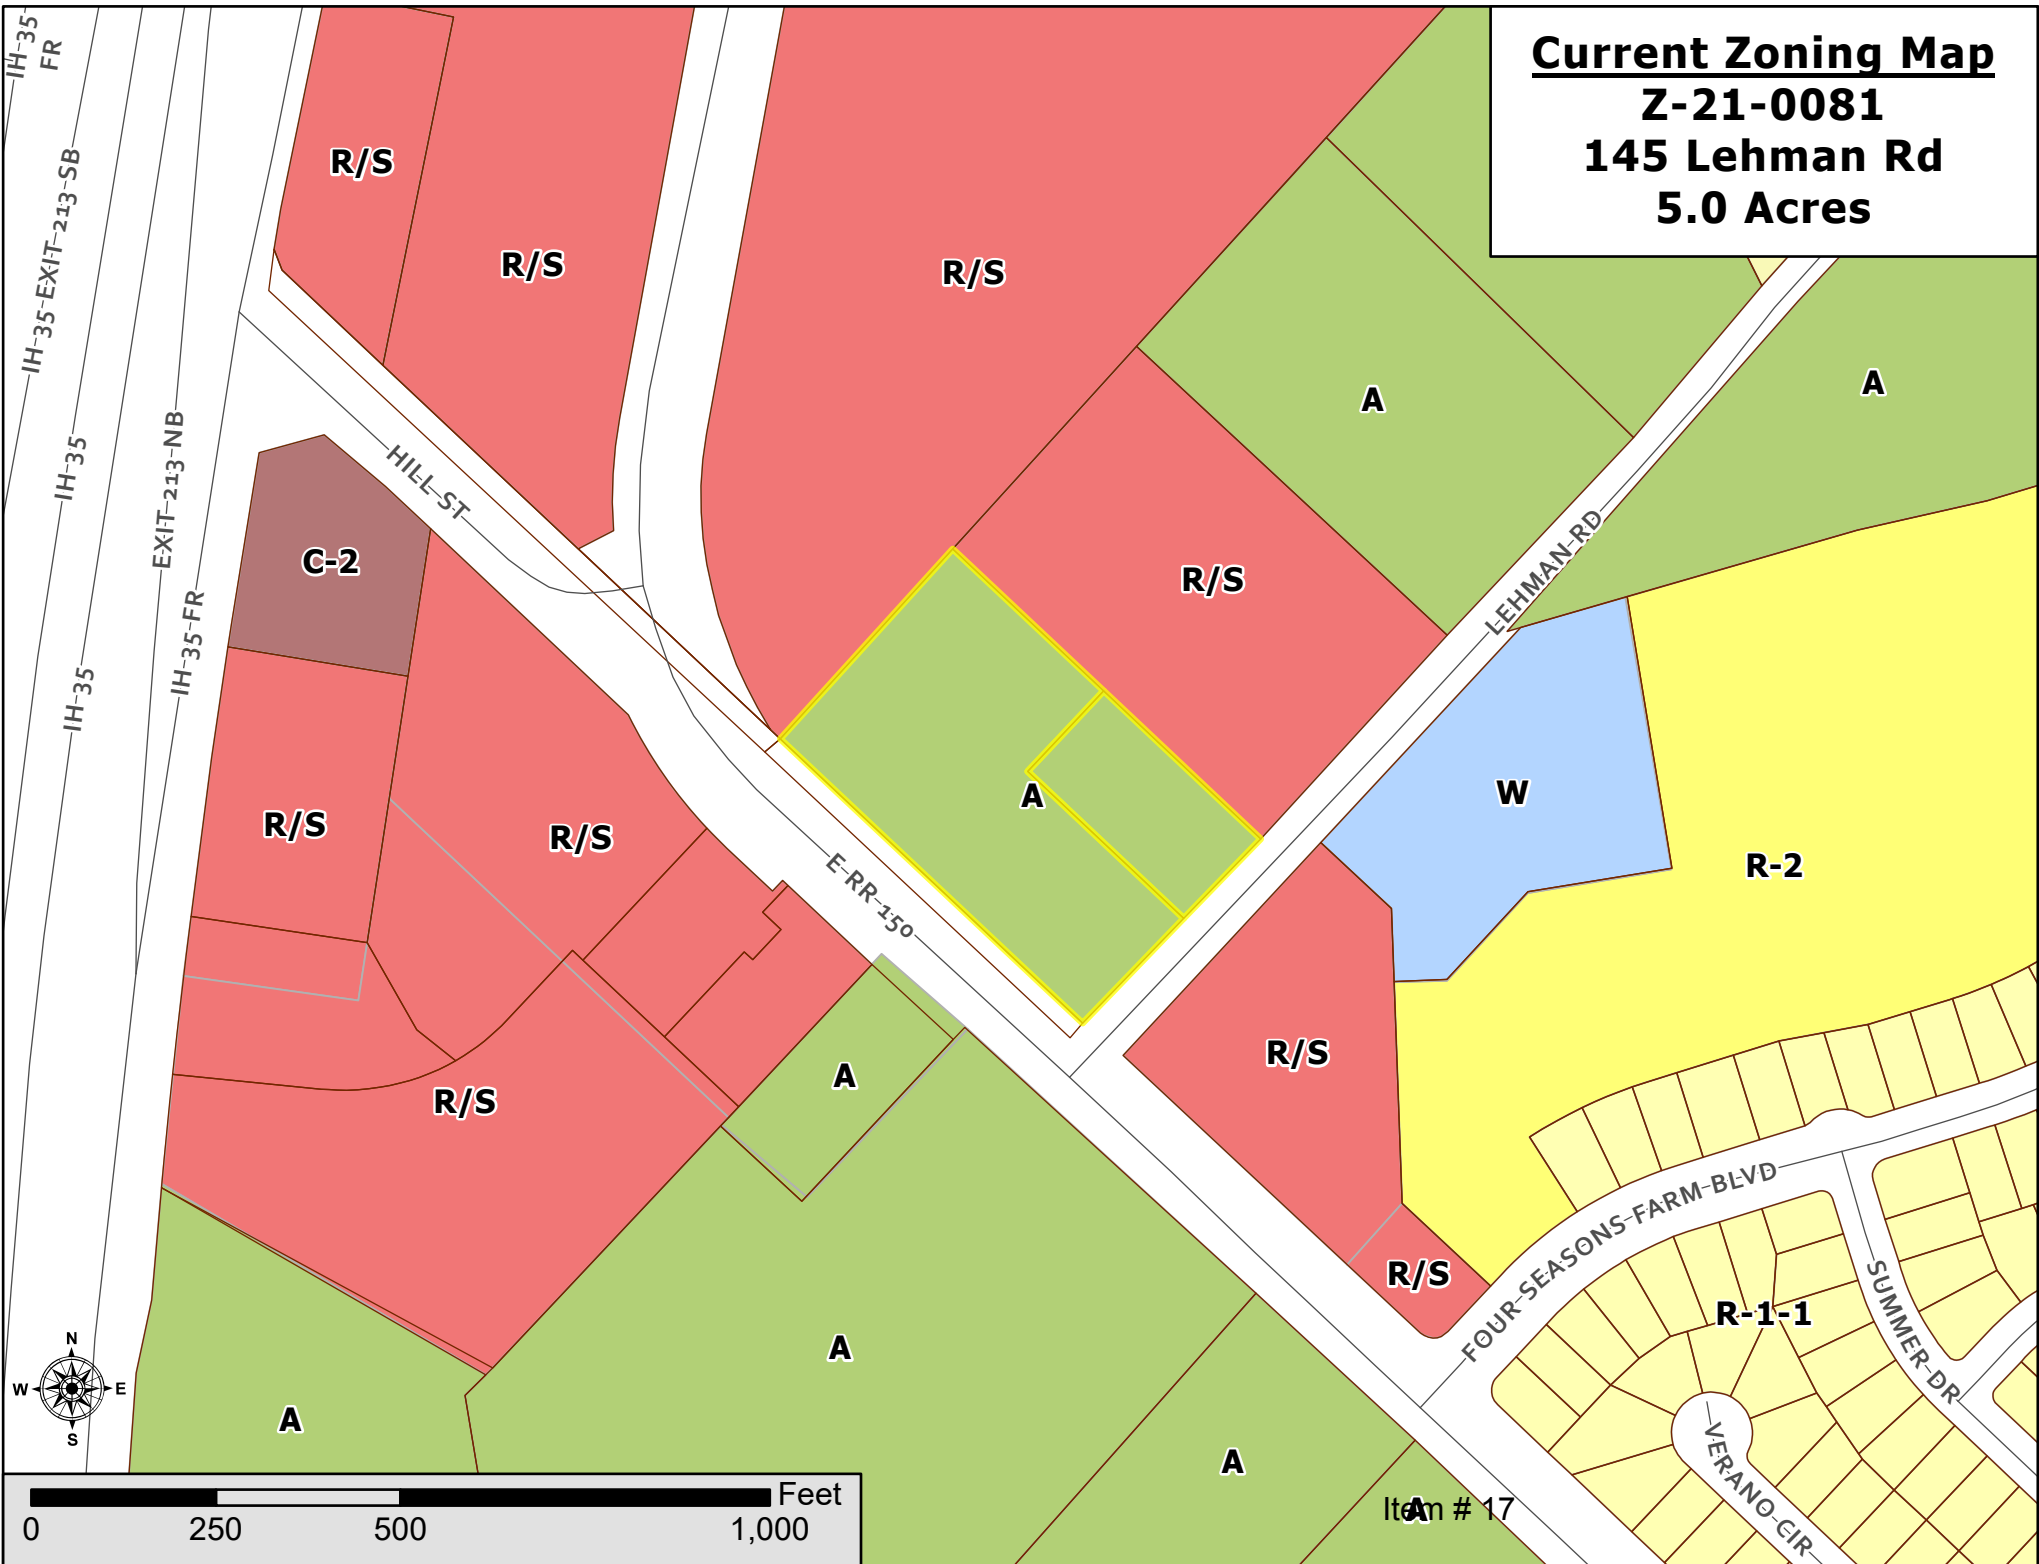 Current Zoning Map
Z-21-0081
145 Lehman Rd
5.0 Acres
IH-35 FR
IH-35 EXIT 213 SB
IH-35
EXIT 213 NB
IH-35 FR
IH-35
R/S
R/S
R/S
A
A
HILL ST
C-2
R/S
LEHMAN RD
A
W
R/S
R/S
E RR 150
R-2
R/S
A
R/S
R/S
FOUR SEASONS FARM BLVD
R/S
R-1-1
SUMMER DR
A
A
A
VERANO CIR
A
Item # 17
N
W
E
S
Feet
0
250
500
1,000